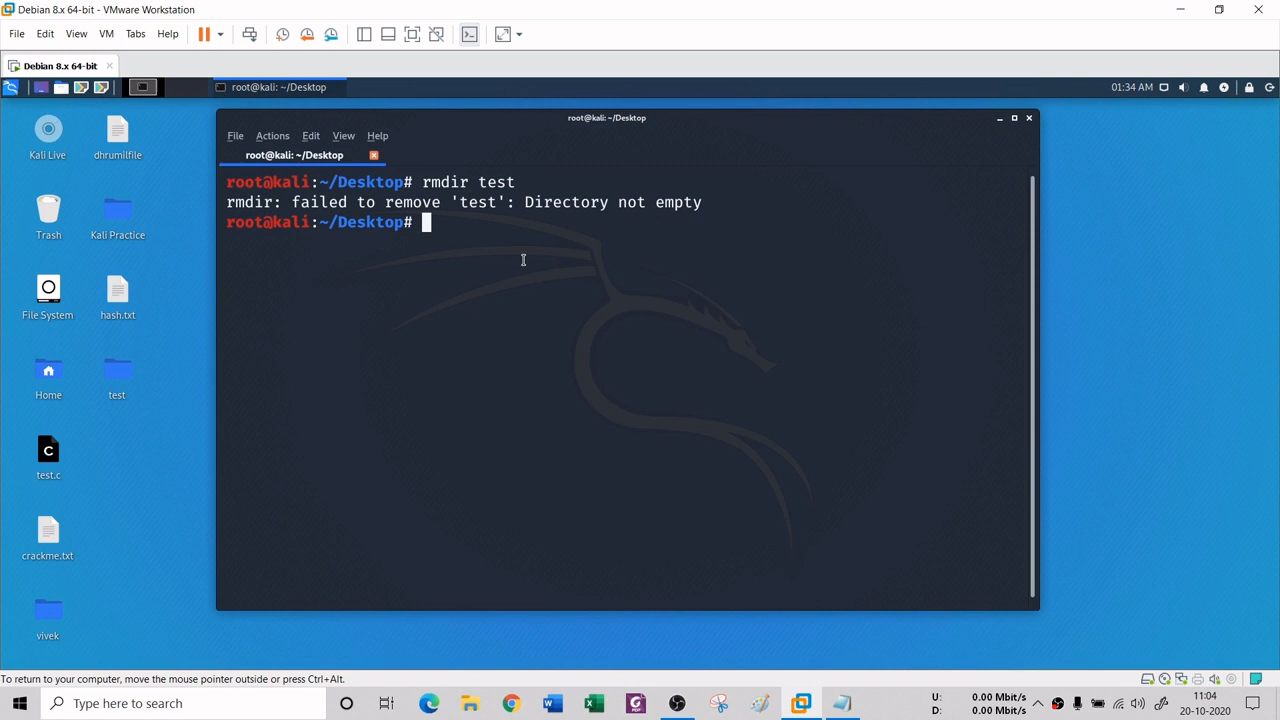 Debian 8.x 64-bit - VMware Workstation
File Edit View VM Tabs Help
Debian 8.x 64-bit
root@kali: ~/Desktop
01:34 AM
root@kali: ~/Desktop
File Actions Edit View Help
root@kali: ~/Desktop
root@kali:~/Desktop# rmdir test
rmdir: failed to remove 'test': Directory not empty
root@kali:~/Desktop#
Kali Live
dhrumilfile
Trash
Kali Practice
File System
hash.txt
Home
test
C
test.c
crackme.txt
vivek
To return to your computer, move the mouse pointer outside or press Ctrl+Alt.
Type here to search
U: 0.00 Mbit/s
D: 0.00 Mbit/s
11:04
20-10-2020